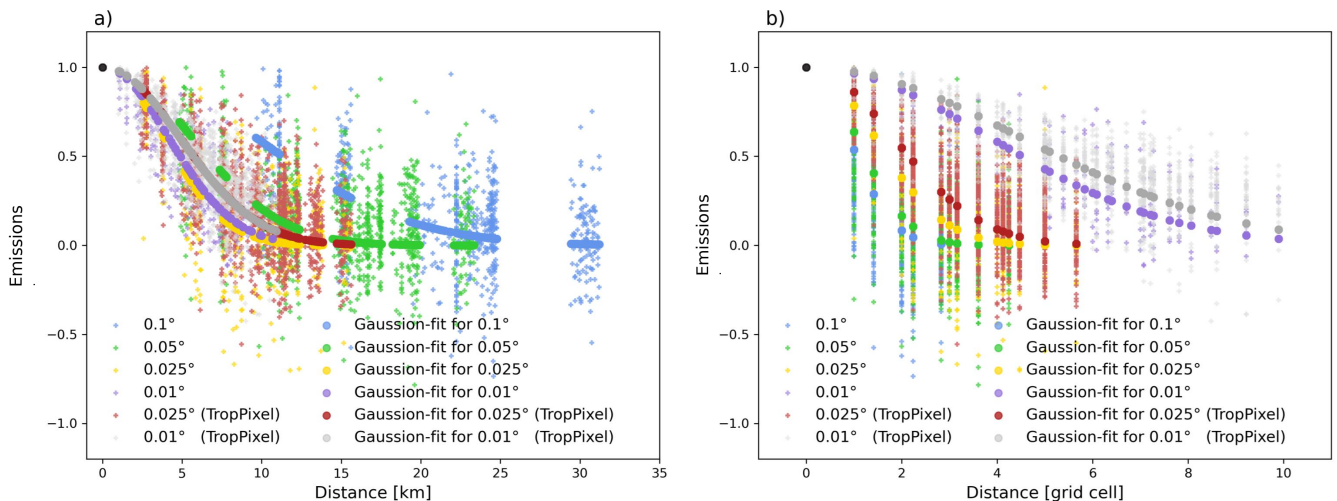 a)
Emissions
1.0
0.5
0.0
−0.5
−1.0
0.1°
0.05°
0.025°
0.01°
0.025° (TropPixel)
0.01° (TropPixel)
Gaussion-fit for 0.1°
Gaussion-fit for 0.05°
Gaussion-fit for 0.025°
Gaussion-fit for 0.01°
Gaussion-fit for 0.025° (TropPixel)
Gaussion-fit for 0.01° (TropPixel)
0 5 10 15 20 25 30 35
Distance [km]
b)
Emissions
1.0
0.5
0.0
−0.5
−1.0
0.1°
0.05°
0.025°
0.01°
0.025° (TropPixel)
0.01° (TropPixel)
Gaussion-fit for 0.1°
Gaussion-fit for 0.05°
Gaussion-fit for 0.025°
Gaussion-fit for 0.01°
Gaussion-fit for 0.025° (TropPixel)
Gaussion-fit for 0.01° (TropPixel)
0 2 4 6 8 10
Distance [grid cell]